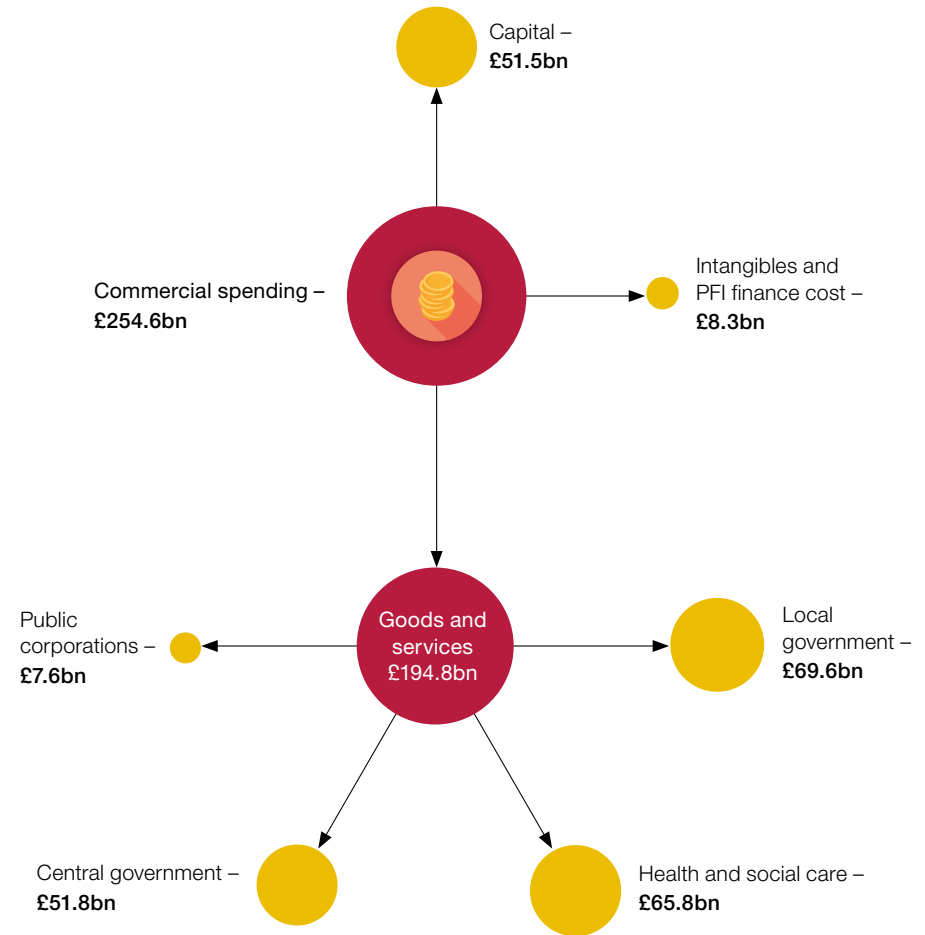 Capital –
£51.5bn
Commercial spending –
£254.6bn
Intangibles and
PFI finance cost –
£8.3bn
Public
corporations –
£7.6bn
Goods and
services
£194.8bn
Local
government –
£69.6bn
Central government –
£51.8bn
Health and social care –
£65.8bn